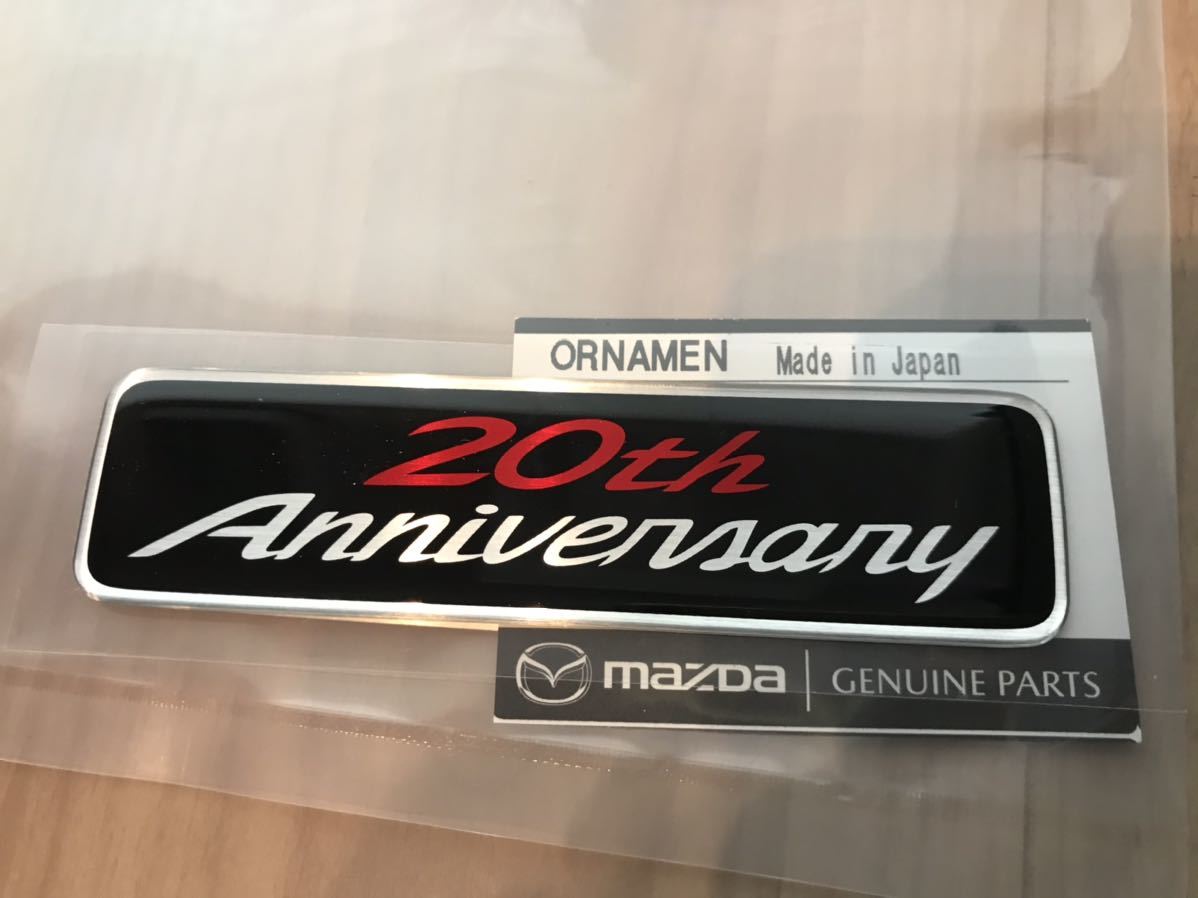 ORNAMEN Made in Japan
20th
Anniversary
mazda GENUINE PARTS